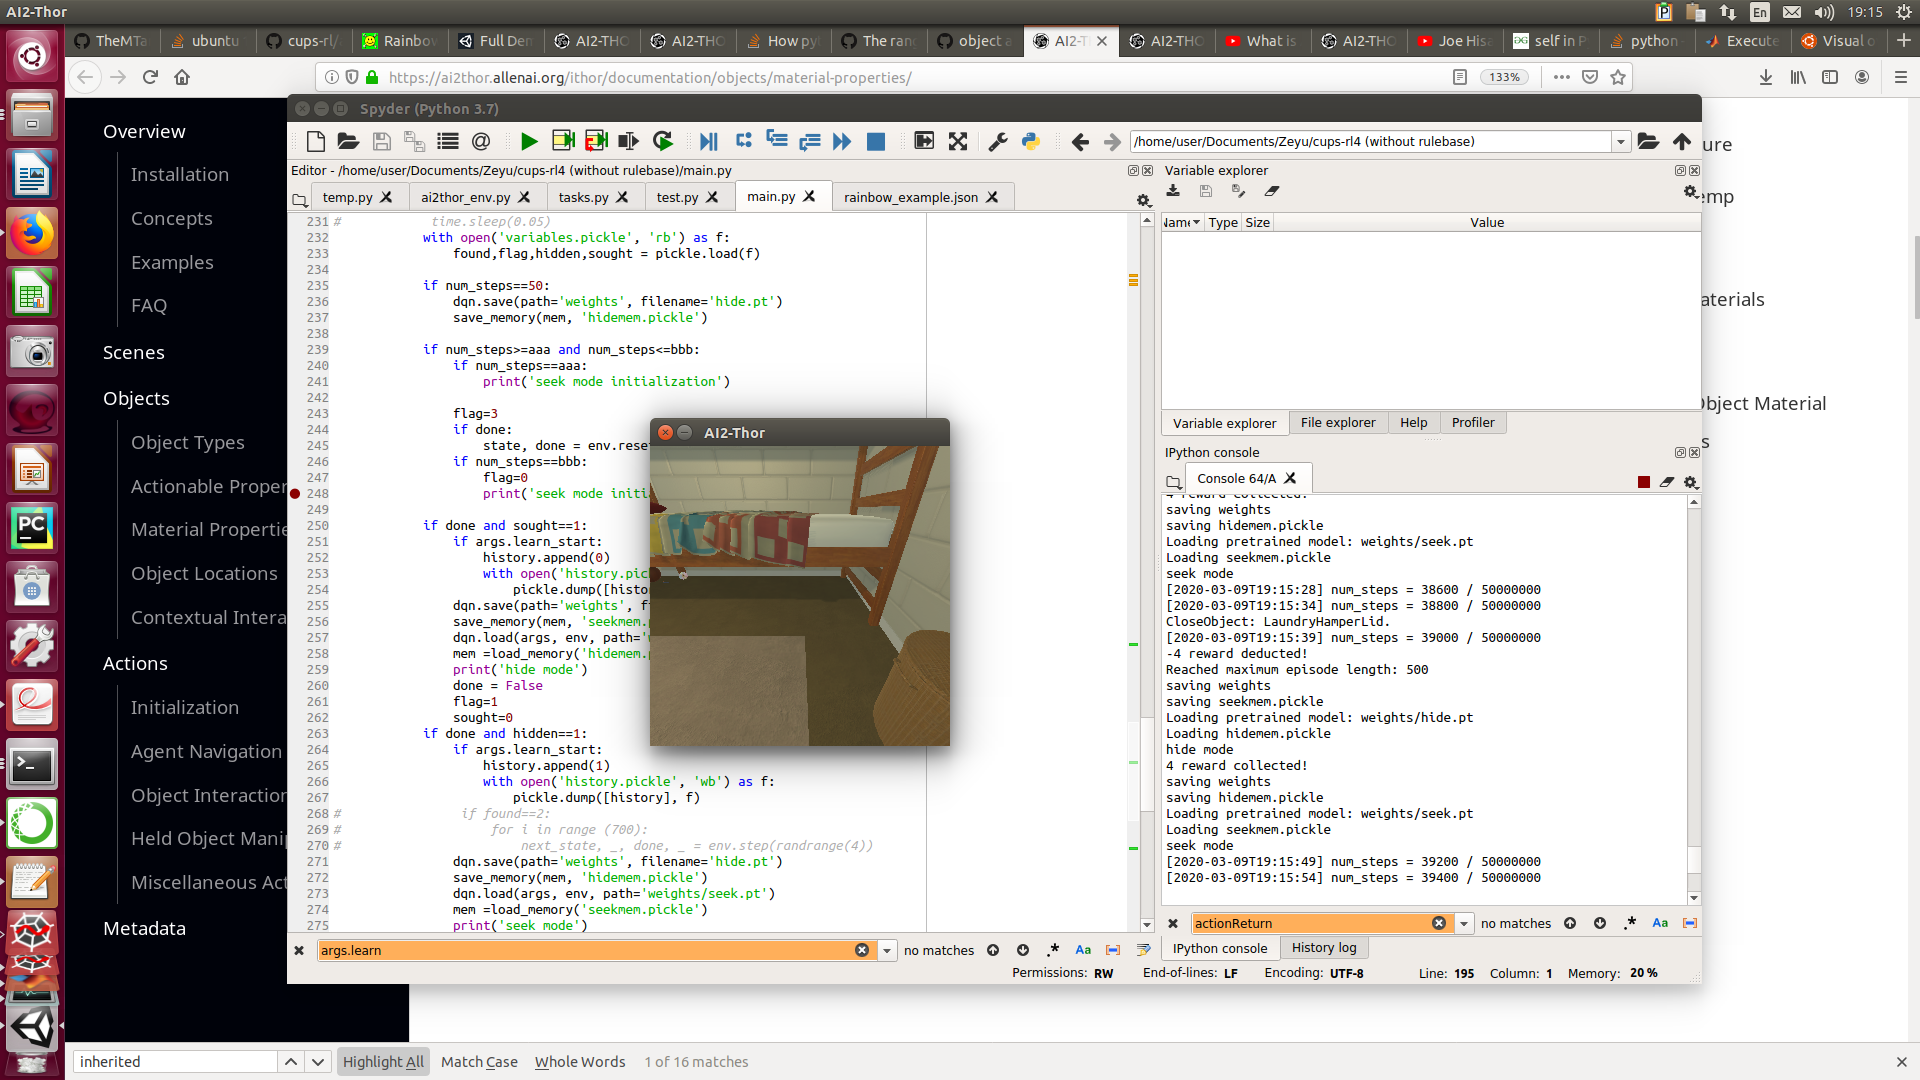 AI2-Thor
En
19:15
TheMTa
ubuntu
cups-rl/
Rainbow
Full Den
AI2-THO
AI2-THO
How py
The ran
object a
AI2-T
AI2-THO
What is
AI2-THO
Joe Hisa
self in P
python
Execute
Visual o
https://ai2thor.allenai.org/ithor/documentation/objects/material-properties/
133%
Overview
Installation
Concepts
Examples
FAQ
Scenes
Objects
Object Types
Actionable Proper
Material Propertie
Object Locations
Contextual Intera
Actions
Initialization
Agent Navigation
Object Interaction
Held Object Mani
Miscellaneous Act
Metadata
Spyder (Python 3.7)
/home/user/Documents/Zeyu/cups-rl4 (without rulebase)
Editor - /home/user/Documents/Zeyu/cups-rl4 (without rulebase)/main.py
temp.py
ai2thor_env.py
tasks.py
test.py
main.py
rainbow_example.json
231 # time.sleep(0.05)
232 with open('variables.pickle', 'rb') as f:
233 found,flag,hidden,sought = pickle.load(f)
234
235 if num_steps==50:
236 dqn.save(path='weights', filename='hide.pt')
237 save_memory(mem, 'hidemem.pickle')
238
239 if num_steps>=aaa and num_steps<=bbb:
240 if num_steps==aaa:
241 print('seek mode initialization')
242
243 flag=3
244 if done:
245 state, done = env.rese
246 if num_steps==bbb:
247 flag=0
248 print('seek mode initi
249
250 if done and sought==1:
251 if args.learn_start:
252 history.append(0)
253 with open('history.pic
254 pickle.dump([histo
255 dqn.save(path='weights', f
256 save_memory(mem, 'seekmem.
257 dqn.load(args, env, path='
258 mem =load_memory('hidemem.
259 print('hide mode')
260 done = False
261 flag=1
262 sought=0
263 if done and hidden==1:
264 if args.learn_start:
265 history.append(1)
266 with open('history.pickle', 'wb') as f:
267 pickle.dump([history], f)
268 # if found==2:
269 # for i in range (700):
270 # next_state, _, done, _ = env.step(randrange(4))
271 dqn.save(path='weights', filename='hide.pt')
272 save_memory(mem, 'hidemem.pickle')
273 dqn.load(args, env, path='weights/seek.pt')
274 mem =load_memory('seekmem.pickle')
275 print('seek mode')
AI2-Thor
args.learn
no matches
Aa
Variable explorer
Name Type Size Value
Variable explorer
File explorer
Help
Profiler
IPython console
Console 64/A
4 reward collected!
saving weights
saving hidemem.pickle
Loading pretrained model: weights/seek.pt
Loading seekmem.pickle
seek mode
[2020-03-09T19:15:28] num_steps = 38600 / 50000000
[2020-03-09T19:15:34] num_steps = 38800 / 50000000
CloseObject: LaundryHamperLid.
[2020-03-09T19:15:39] num_steps = 39000 / 50000000
-4 reward deducted!
Reached maximum episode length: 500
saving weights
saving seekmem.pickle
Loading pretrained model: weights/hide.pt
Loading hidemem.pickle
hide mode
4 reward collected!
saving weights
saving hidemem.pickle
Loading pretrained model: weights/seek.pt
Loading seekmem.pickle
seek mode
[2020-03-09T19:15:49] num_steps = 39200 / 50000000
[2020-03-09T19:15:54] num_steps = 39400 / 50000000
actionReturn
no matches
Aa
IPython console
History log
Permissions: RW End-of-lines: LF Encoding: UTF-8 Line: 195 Column: 1 Memory: 20 %
ure
emp
aterials
Object Material
s
PC
inherited
Highlight All
Match Case
Whole Words
1 of 16 matches